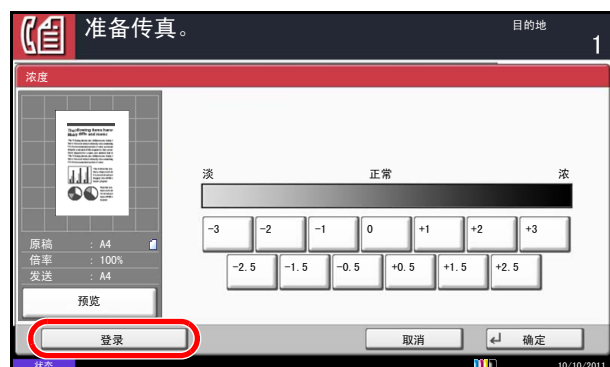 准备传真。
目的地
1
浓度
淡 正常 浓
-3 -2 -1 0 +1 +2 +3
-2.5 -1.5 -0.5 +0.5 +1.5 +2.5
原稿 : A4
倍率 : 100%
发送 : A4
预览
登录 取消 确定
状态 10/10/2011